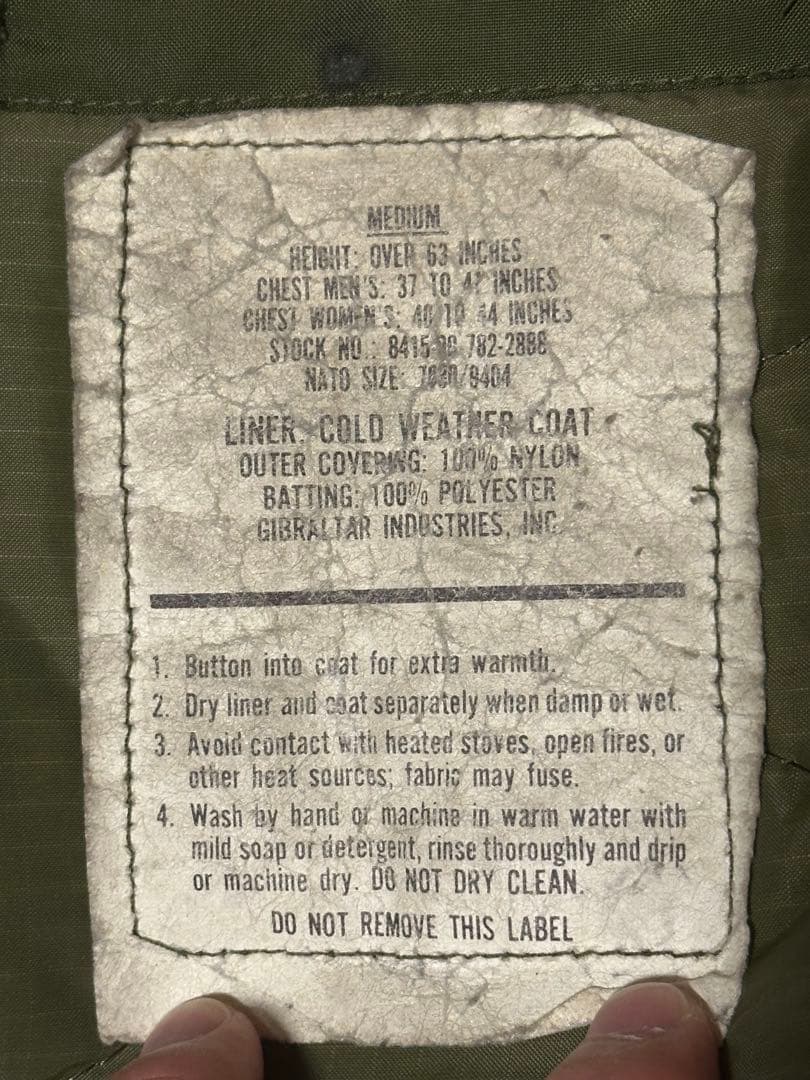 MEDIUM
HEIGHT: OVER 63 INCHES
CHEST MEN'S: 37 TO INCHES
CHEST WOMEN'S: 40 TO 44 INCHES
STOCK NO.: 782-2888
NATO SIZE:
LINER: COLD WEATHER COAT
OUTER COVERING: 100% NYLON
BATTING: 100% POLYESTER
GIBRALTAR INDUSTRIES, INC.
1. Button into coat for extra warmth.
2. Dry liner and coat separately when damp or wet.
3. Avoid contact with heated stoves, open fires, or
other heat sources; fabric may fuse.
4. Wash by hand or machine in warm water with
mild soap or detergent, rinse thoroughly and drip
or machine dry. DO NOT DRY CLEAN.
DO NOT REMOVE THIS LABEL